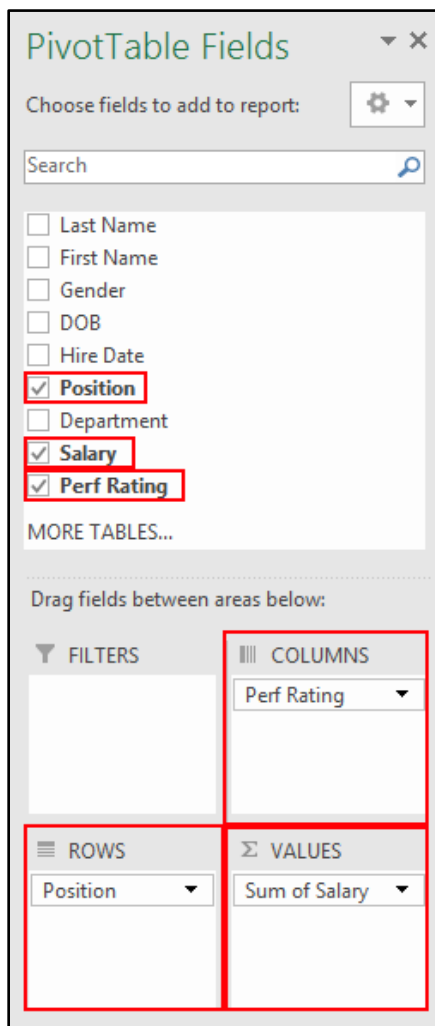 PivotTable Fields
Choose fields to add to report:
Search
Last Name
First Name
Gender
DOB
Hire Date
Position
Department
Salary
Perf Rating
MORE TABLES...
Drag fields between areas below:
FILTERS
COLUMNS
Perf Rating
ROWS
Σ VALUES
Position
Sum of Salary